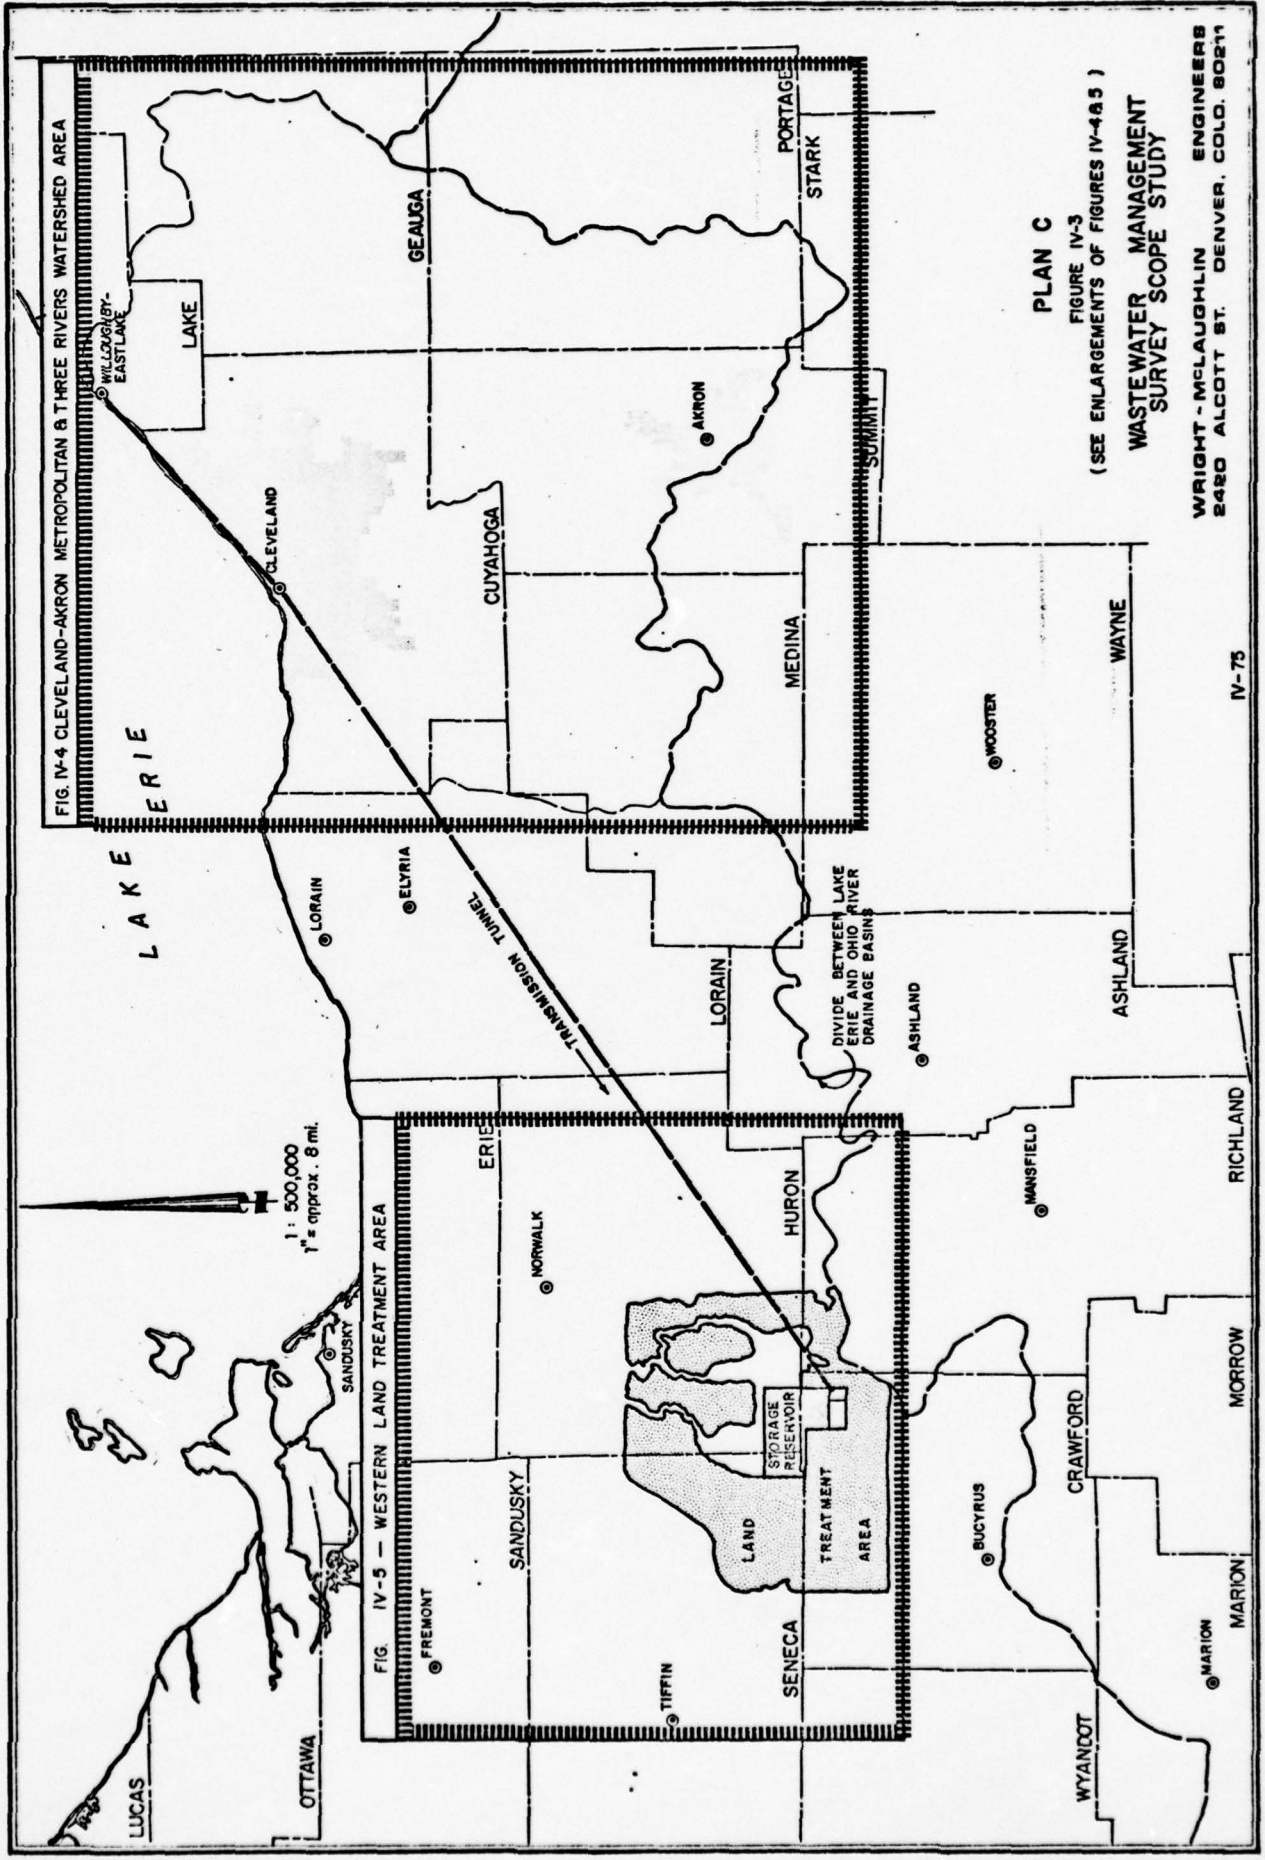 FIG. IV-4 CLEVELAND-AKRON METROPOLITAN & THREE RIVERS WATERSHED AREA
LAKE ERIE
WILLOUGHBY-
EASTLAKE
LAKE
GEAUGA
PORTAGE
STARK
CLEVELAND
CUYAHOGA
AKRON
SUMMIT
MEDINA
WAYNE
WOOSTER
LORAIN
ELYRIA
TRANSMISSION TUNNEL
LORAIN
DIVIDE BETWEEN LAKE
ERIE AND OHIO RIVER
DRAINAGE BASINS
ASHLAND
ASHLAND
1 : 500,000
1" = approx. 8 mi.
FIG. IV-5 — WESTERN LAND TREATMENT AREA
ERIE
NORWALK
HURON
MANSFIELD
RICHLAND
SANDUSKY
SANDUSKY
STORAGE
RESERVOIR
LAND
TREATMENT
AREA
CRAWFORD
MORROW
BUCYRUS
FREMONT
TIFFIN
SENECA
MARION
MARION
LUCAS
OTTAWA
WYANDOT
PLAN C
FIGURE IV-3
(SEE ENLARGEMENTS OF FIGURES IV-4&5 )
WASTEWATER MANAGEMENT
SURVEY SCOPE STUDY
WRIGHT - McLAUGHLIN ENGINEERS
2420 ALCOTT ST. DENVER, COLO. 80211
IV-75